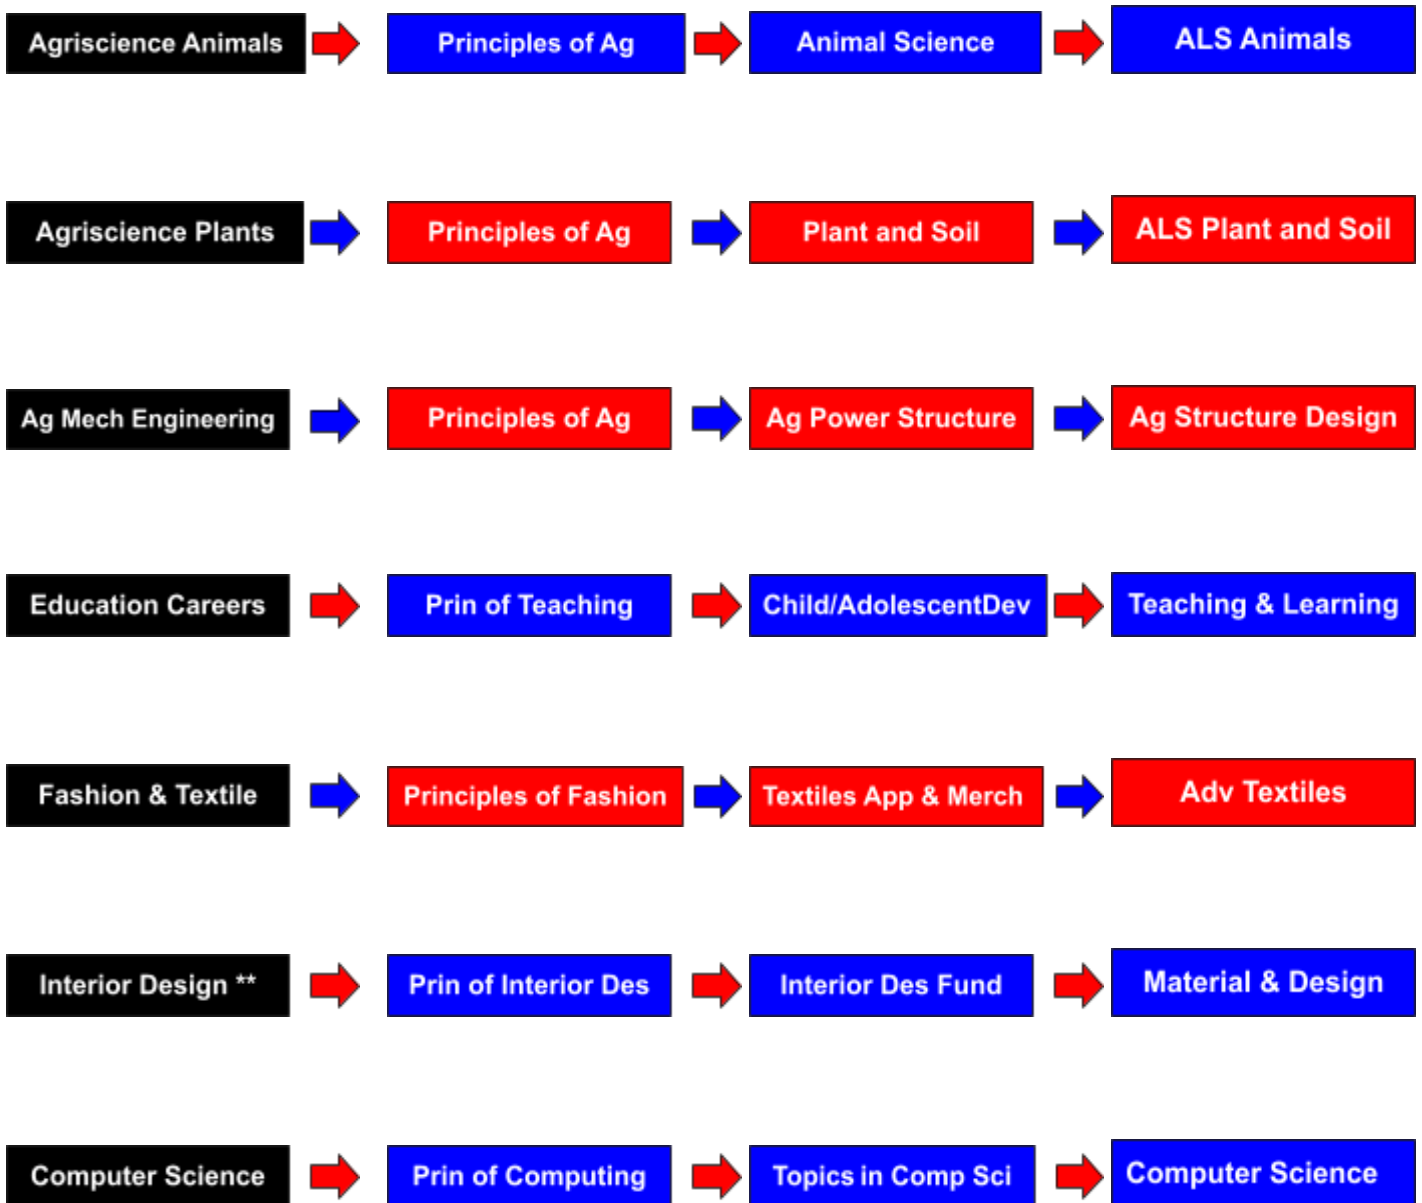 Agriscience Animals
Principles of Ag
Animal Science
ALS Animals
Agriscience Plants
Principles of Ag
Plant and Soil
ALS Plant and Soil
Ag Mech Engineering
Principles of Ag
Ag Power Structure
Ag Structure Design
Education Careers
Prin of Teaching
Child/AdolescentDev
Teaching & Learning
Fashion & Textile
Principles of Fashion
Textiles App & Merch
Adv Textiles
Interior Design **
Prin of Interior Des
Interior Des Fund
Material & Design
Computer Science
Prin of Computing
Topics in Comp Sci
Computer Science